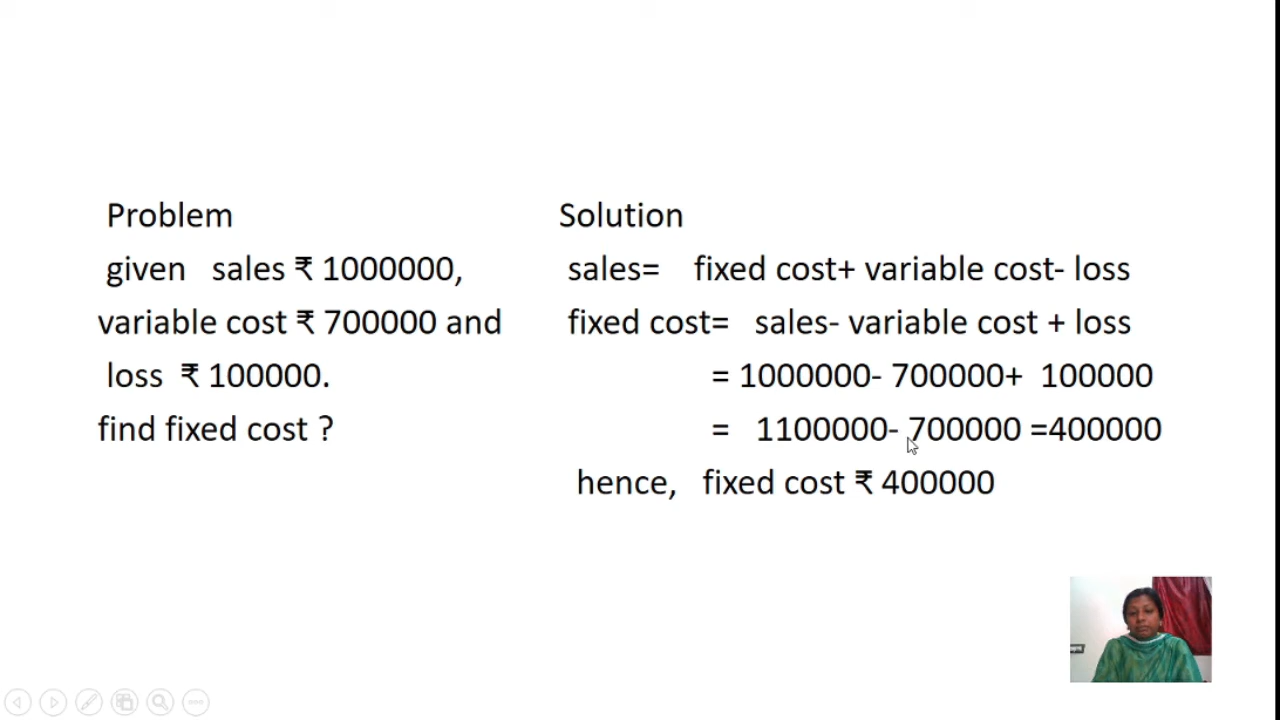 Problem
given sales ₹ 1000000,
variable cost ₹ 700000 and
loss ₹ 100000.
find fixed cost ?
Solution
sales= fixed cost+ variable cost- loss
fixed cost= sales- variable cost + loss
= 1000000- 700000+ 100000
= 1100000- 700000 =400000
hence, fixed cost ₹ 400000